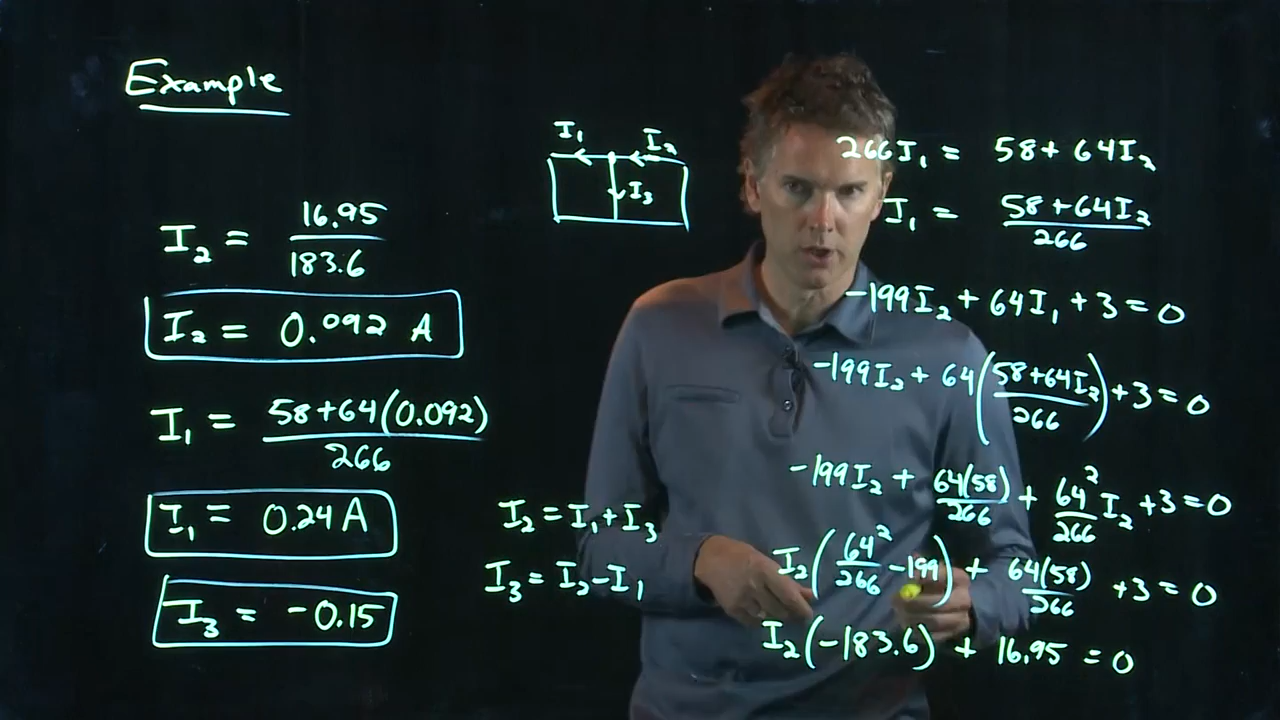 Example
I₂ = 16.95/183.6
I₂ = 0.092 A
I₁ = (58+64(0.092))/266
I₁ = 0.24 A
I₃ = -0.15
I₁ I₂
I₃
I₂ = I₁ + I₃
I₃ = I₂ - I₁
266I₁ = 58 + 64I₂
I₁ = (58+64I₂)/266
-199I₂ + 64I₁ + 3 = 0
-199I₂ + 64((58+64I₂)/266) + 3 = 0
-199I₂ + 64(58)/266 + 64²/266 I₂ + 3 = 0
I₂(64²/266 - 199) + 64(58)/266 + 3 = 0
I₂(-183.6) + 16.95 = 0